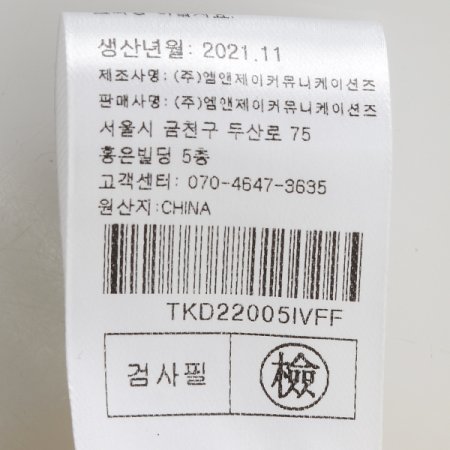 생산년월: 2021.11
제조사명: (주)엠앤제이커뮤니케이션즈
판매사명: (주)엠앤제이커뮤니케이션즈
서울시 금천구 두산로 75
홍은빌딩 5층
고객센터: 070-4647-3635
원산지:CHINA
TKD22005IVFF
검사필 檢